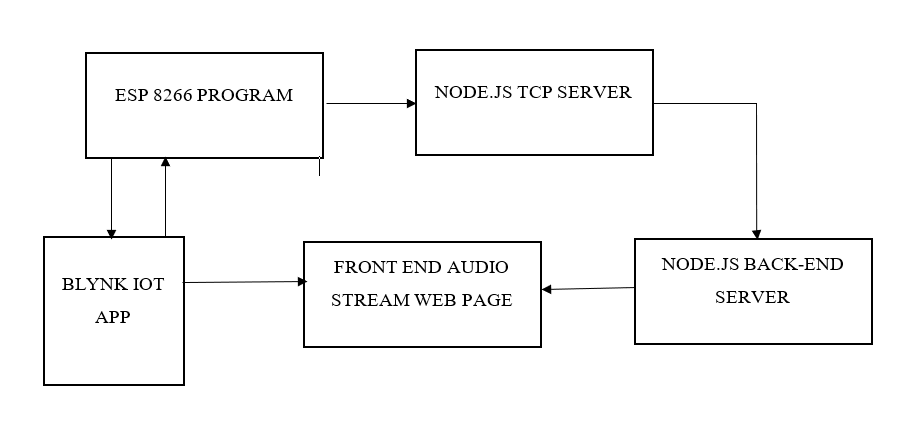 ESP 8266 PROGRAM
NODE.JS TCP SERVER
BLYNK IOT
APP
FRONT END AUDIO
STREAM WEB PAGE
NODE.JS BACK-END
SERVER